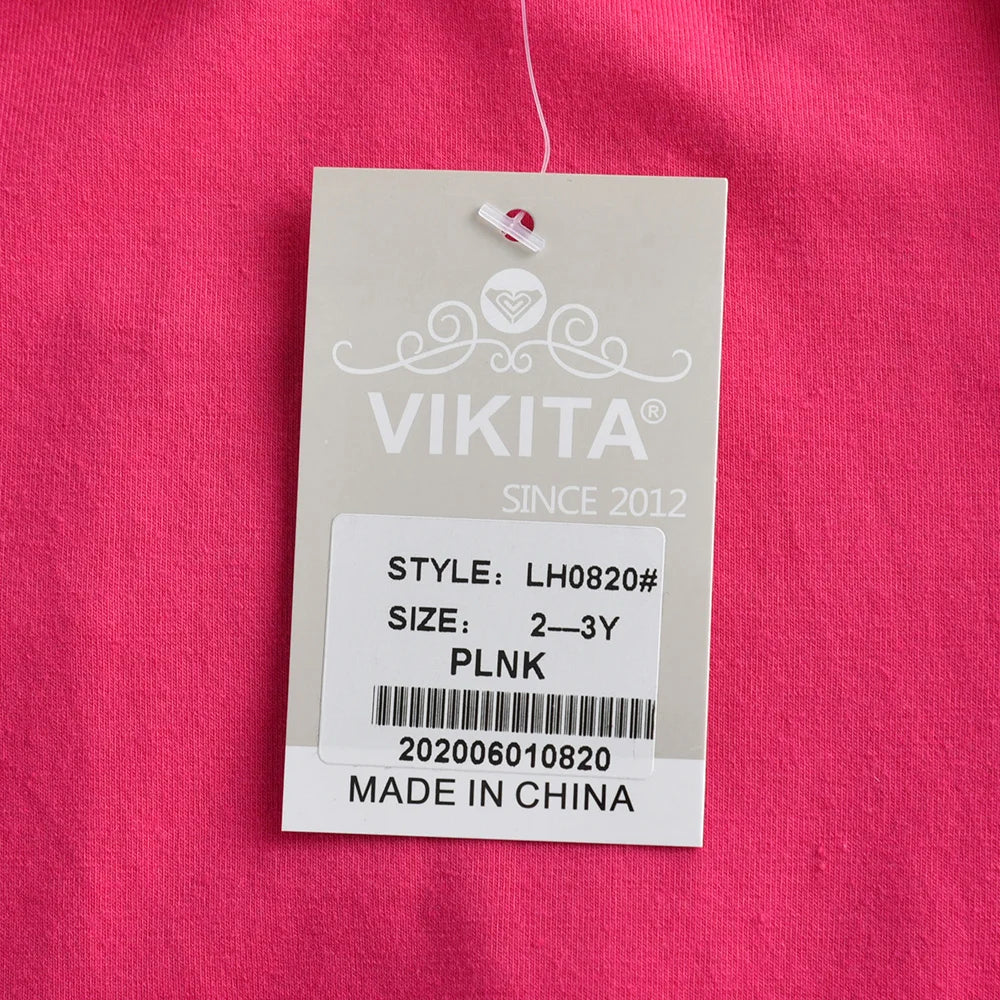 VIKITA®
SINCE 2012
STYLE: LH0820#
SIZE: 2—3Y
PLNK
202006010820
MADE IN CHINA